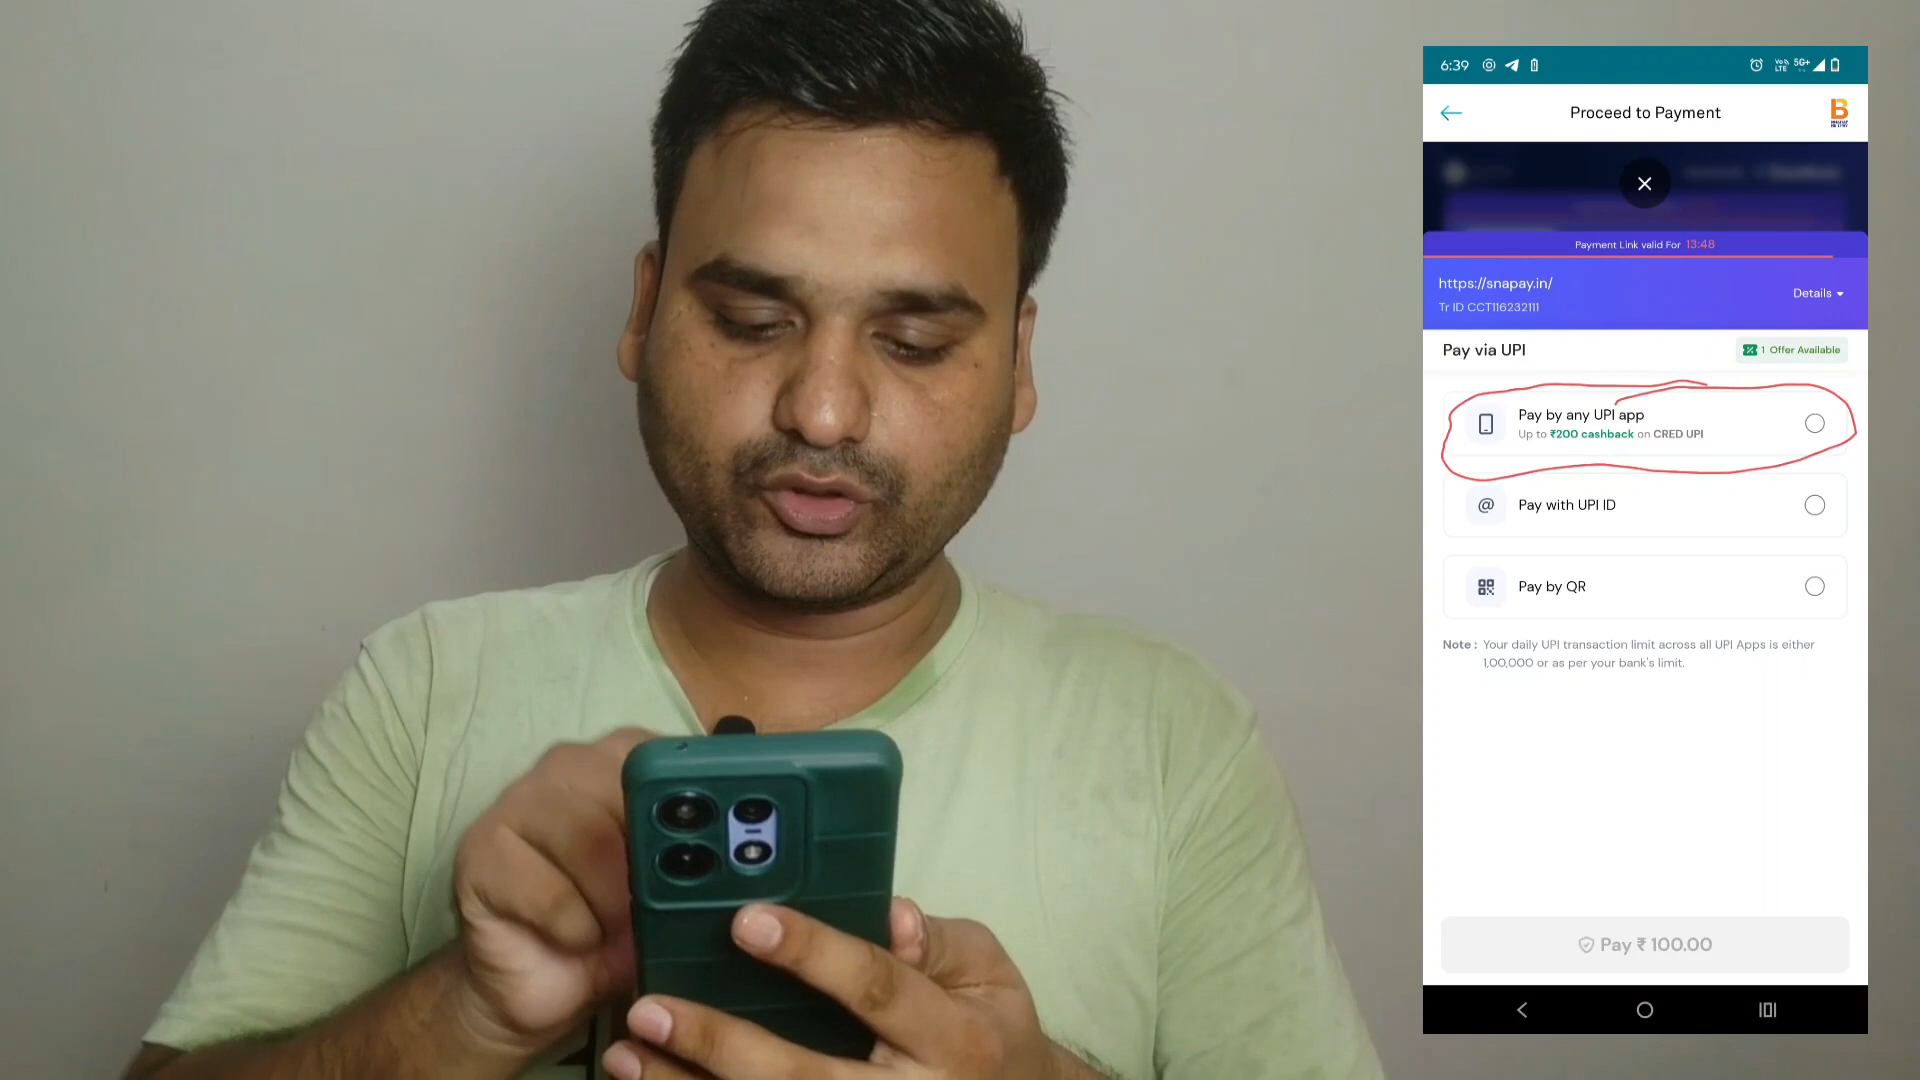 6:39
Vo))
LTE
5G+
Proceed to Payment
B
Payment Link valid For 13:48
https://snapay.in/
Tr ID CCT116232111
Details
Pay via UPI
1 Offer Available
Pay by any UPI app
Up to ₹200 cashback on CRED UPI
@
Pay with UPI ID
Pay by QR
Note : Your daily UPI transaction limit across all UPI Apps is either
1,00,000 or as per your bank's limit.
Pay ₹ 100.00